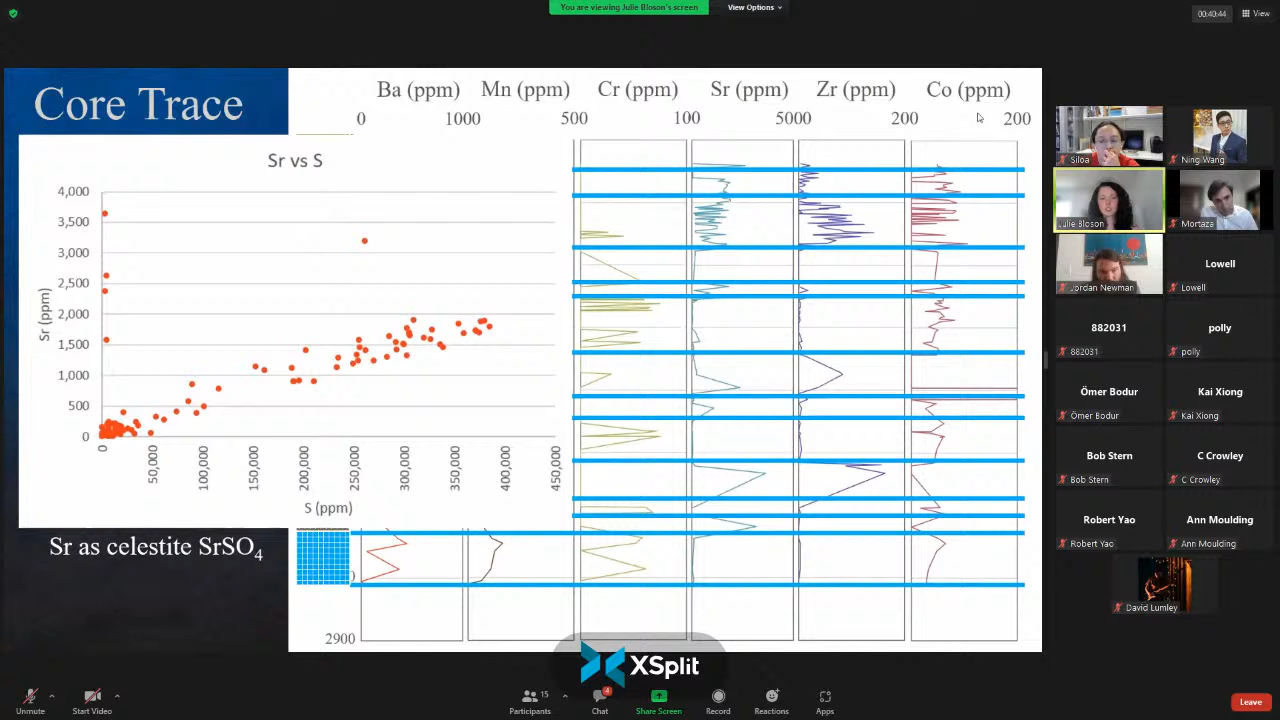 You are viewing Julie Bloson's screen
View Options
00:40:44
View
Core Trace
Ba (ppm)
Mn (ppm)
Cr (ppm)
Sr (ppm)
Zr (ppm)
Co (ppm)
0
1000
500
100
5000
200
200
Sr vs S
4,000
3,500
3,000
2,500
2,000
1,500
1,000
500
0
Sr (ppm)
0
50,000
100,000
150,000
200,000
250,000
300,000
350,000
400,000
450,000
S (ppm)
Sr as celestite SrSO₄
2900
Siloa
Ning Wang
Julie Bloson
Mortaza
Jordan Newman
Lowell
Lowell
882031
882031
polly
polly
Ömer Bodur
Ömer Bodur
Kai Xiong
Kai Xiong
Bob Stern
Bob Stern
C Crowley
C Crowley
Robert Yao
Robert Yao
Ann Moulding
Ann Moulding
David Lumley
XSplit
Unmute
Start Video
15
Participants
4
Chat
Share Screen
Record
Reactions
Apps
Leave